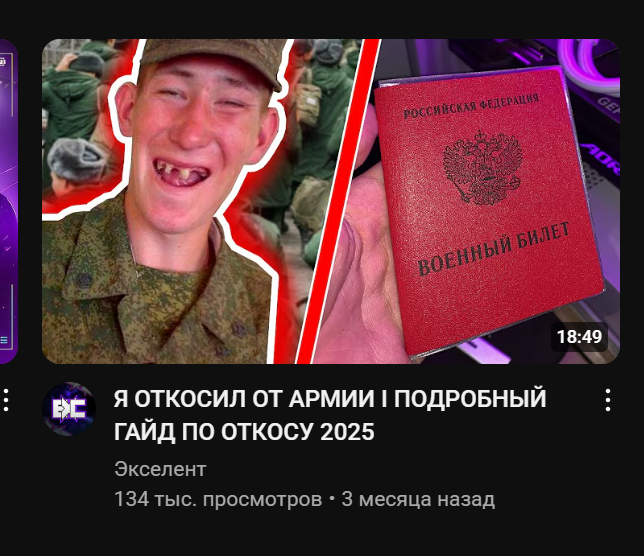 РОССИЙСКАЯ ФЕДЕРАЦИЯ
ВОЕННЫЙ БИЛЕТ
18:49
Я ОТКОСИЛ ОТ АРМИИ I ПОДРОБНЫЙ
ГАЙД ПО ОТКОСУ 2025
Экселент
134 тыс. просмотров • 3 месяца назад